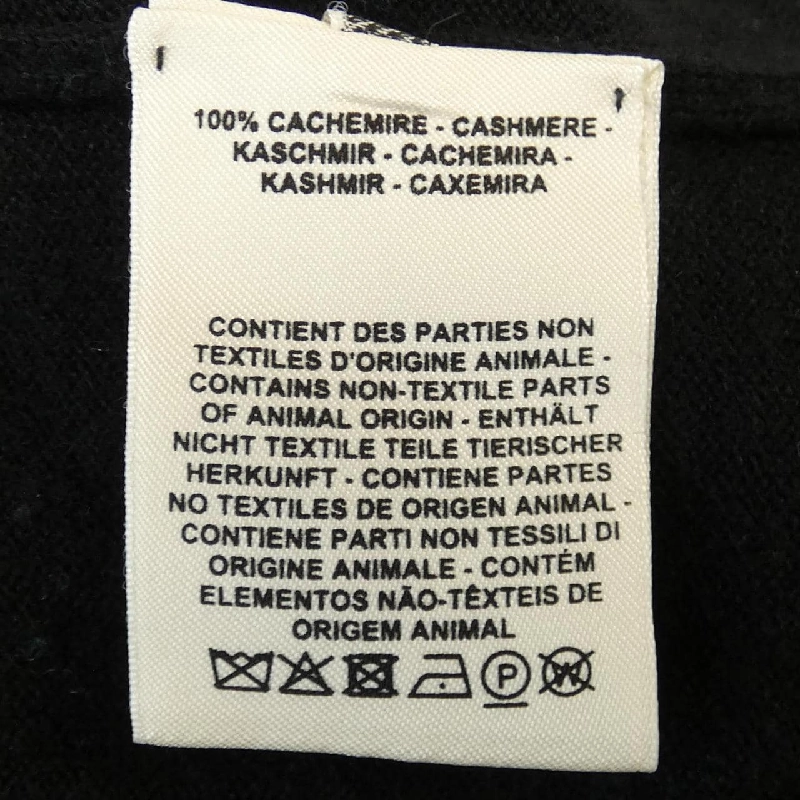 100% CACHEMIRE - CASHMERE -
KASCHMIR - CACHEMIRA -
KASHMIR - CAXEMIRA
CONTIENT DES PARTIES NON
TEXTILES D'ORIGINE ANIMALE -
CONTAINS NON-TEXTILE PARTS
OF ANIMAL ORIGIN - ENTHÄLT
NICHT TEXTILE TEILE TIERISCHER
HERKUNFT - CONTIENE PARTES
NO TEXTILES DE ORIGEN ANIMAL -
CONTIENE PARTI NON TESSILI DI
ORIGINE ANIMALE - CONTÉM
ELEMENTOS NÃO-TÊXTEIS DE
ORIGEM ANIMAL
P W